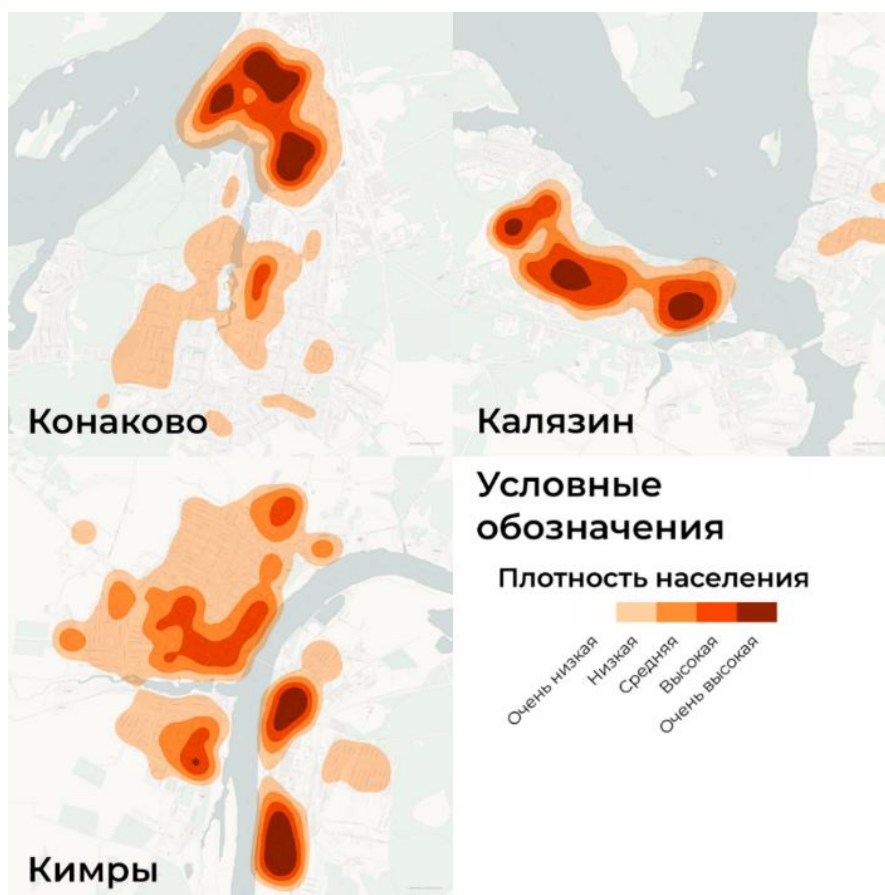 Конаково
Калязин
Кимры
Условные
обозначения
Плотность населения
Очень низкая
Низкая
Средняя
Высокая
Очень высокая